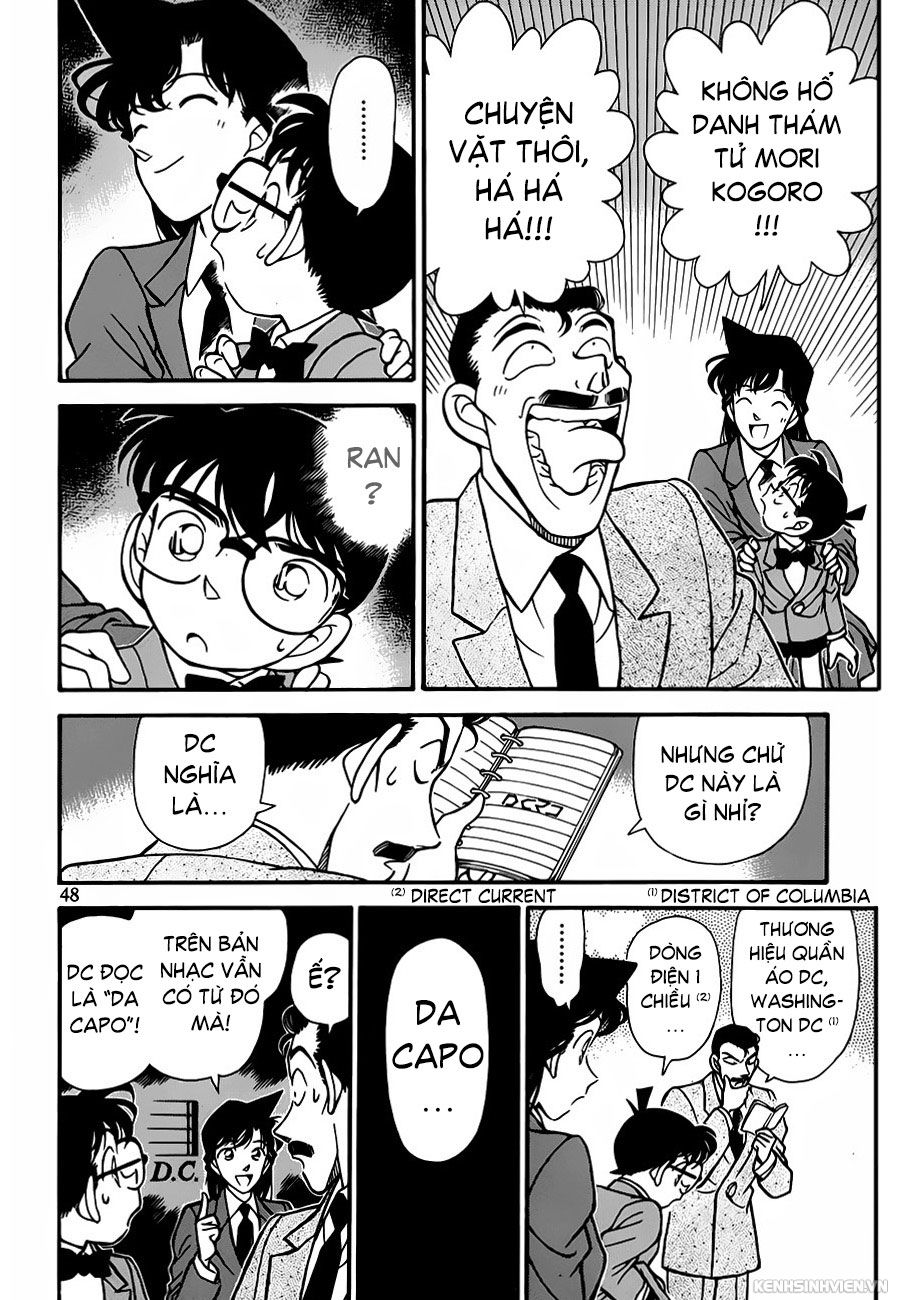 KHÔNG HỔ
DANH THÁM
TỬ MORI
KOGORO
!!!
CHUYỆN
VẶT THÔI,
HÁ HÁ
HÁ!!!
.........
RAN
?
NHƯNG CHỮ
DC NÀY LÀ
GÌ NHỈ?
DC
NGHĨA
LÀ...
48
(2) DIRECT CURRENT
(1) DISTRICT OF COLUMBIA
THƯƠNG
HIỆU QUẦN
ÁO DC,
WASHING-
TON DC (1)
...
DÒNG
ĐIỆN 1
CHIỀU (2)
...
.........
DA
CAPO
...
Ế?
TRÊN BẢN
NHẠC VẪN
CÓ TỪ ĐÓ
MÀ!
DC ĐỌC
LÀ "DA
CAPO"!
D.C.
KENHSINHVIEN.VN